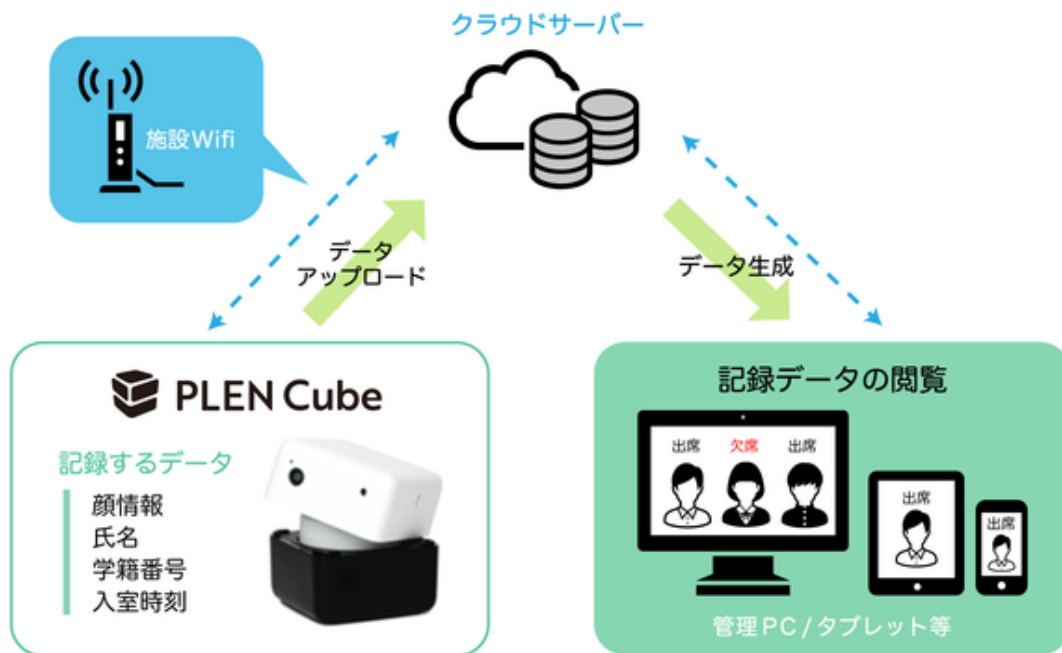 クラウドサーバー
施設Wifi
データ
アップロード
データ生成
PLEN Cube
記録するデータ
顔情報
氏名
学籍番号
入室時刻
記録データの閲覧
出席
欠席
出席
出席
出席
管理PC/タブレット等